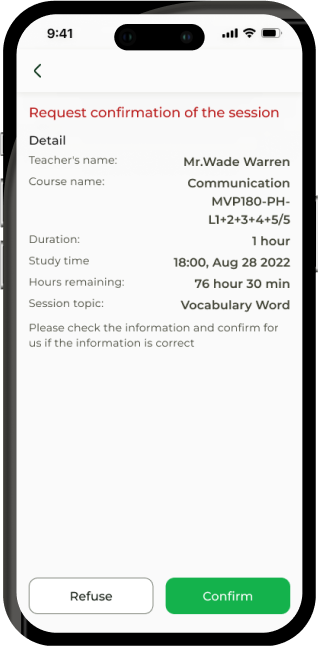 9:41
Request confirmation of the session
Detail
Teacher's name: Mr.Wade Warren
Course name: Communication
MVP180-PH-
L1+2+3+4+5/5
Duration: 1 hour
Study time 18:00, Aug 28 2022
Hours remaining: 76 hour 30 min
Session topic: Vocabulary Word
Please check the information and confirm for
us if the information is correct
Refuse Confirm